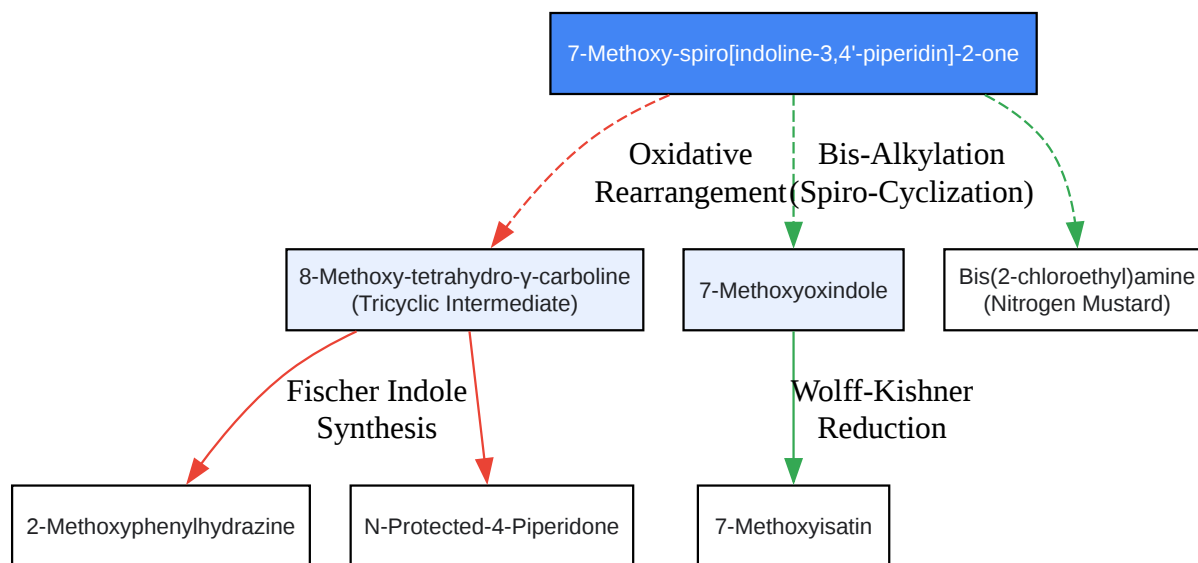 7-Methoxy-spiro[indoline-3,4'-piperidin]-2-one
Oxidative
Rearrangement
Bis-Alkylation
(Spiro-Cyclization)
8-Methoxy-tetrahydro-γ-carboline
(Tricyclic Intermediate)
7-Methoxyoxindole
Bis(2-chloroethyl)amine
(Nitrogen Mustard)
Fischer Indole
Synthesis
Wolff-Kishner
Reduction
2-Methoxyphenylhydrazine
N-Protected-4-Piperidone
7-Methoxyisatin